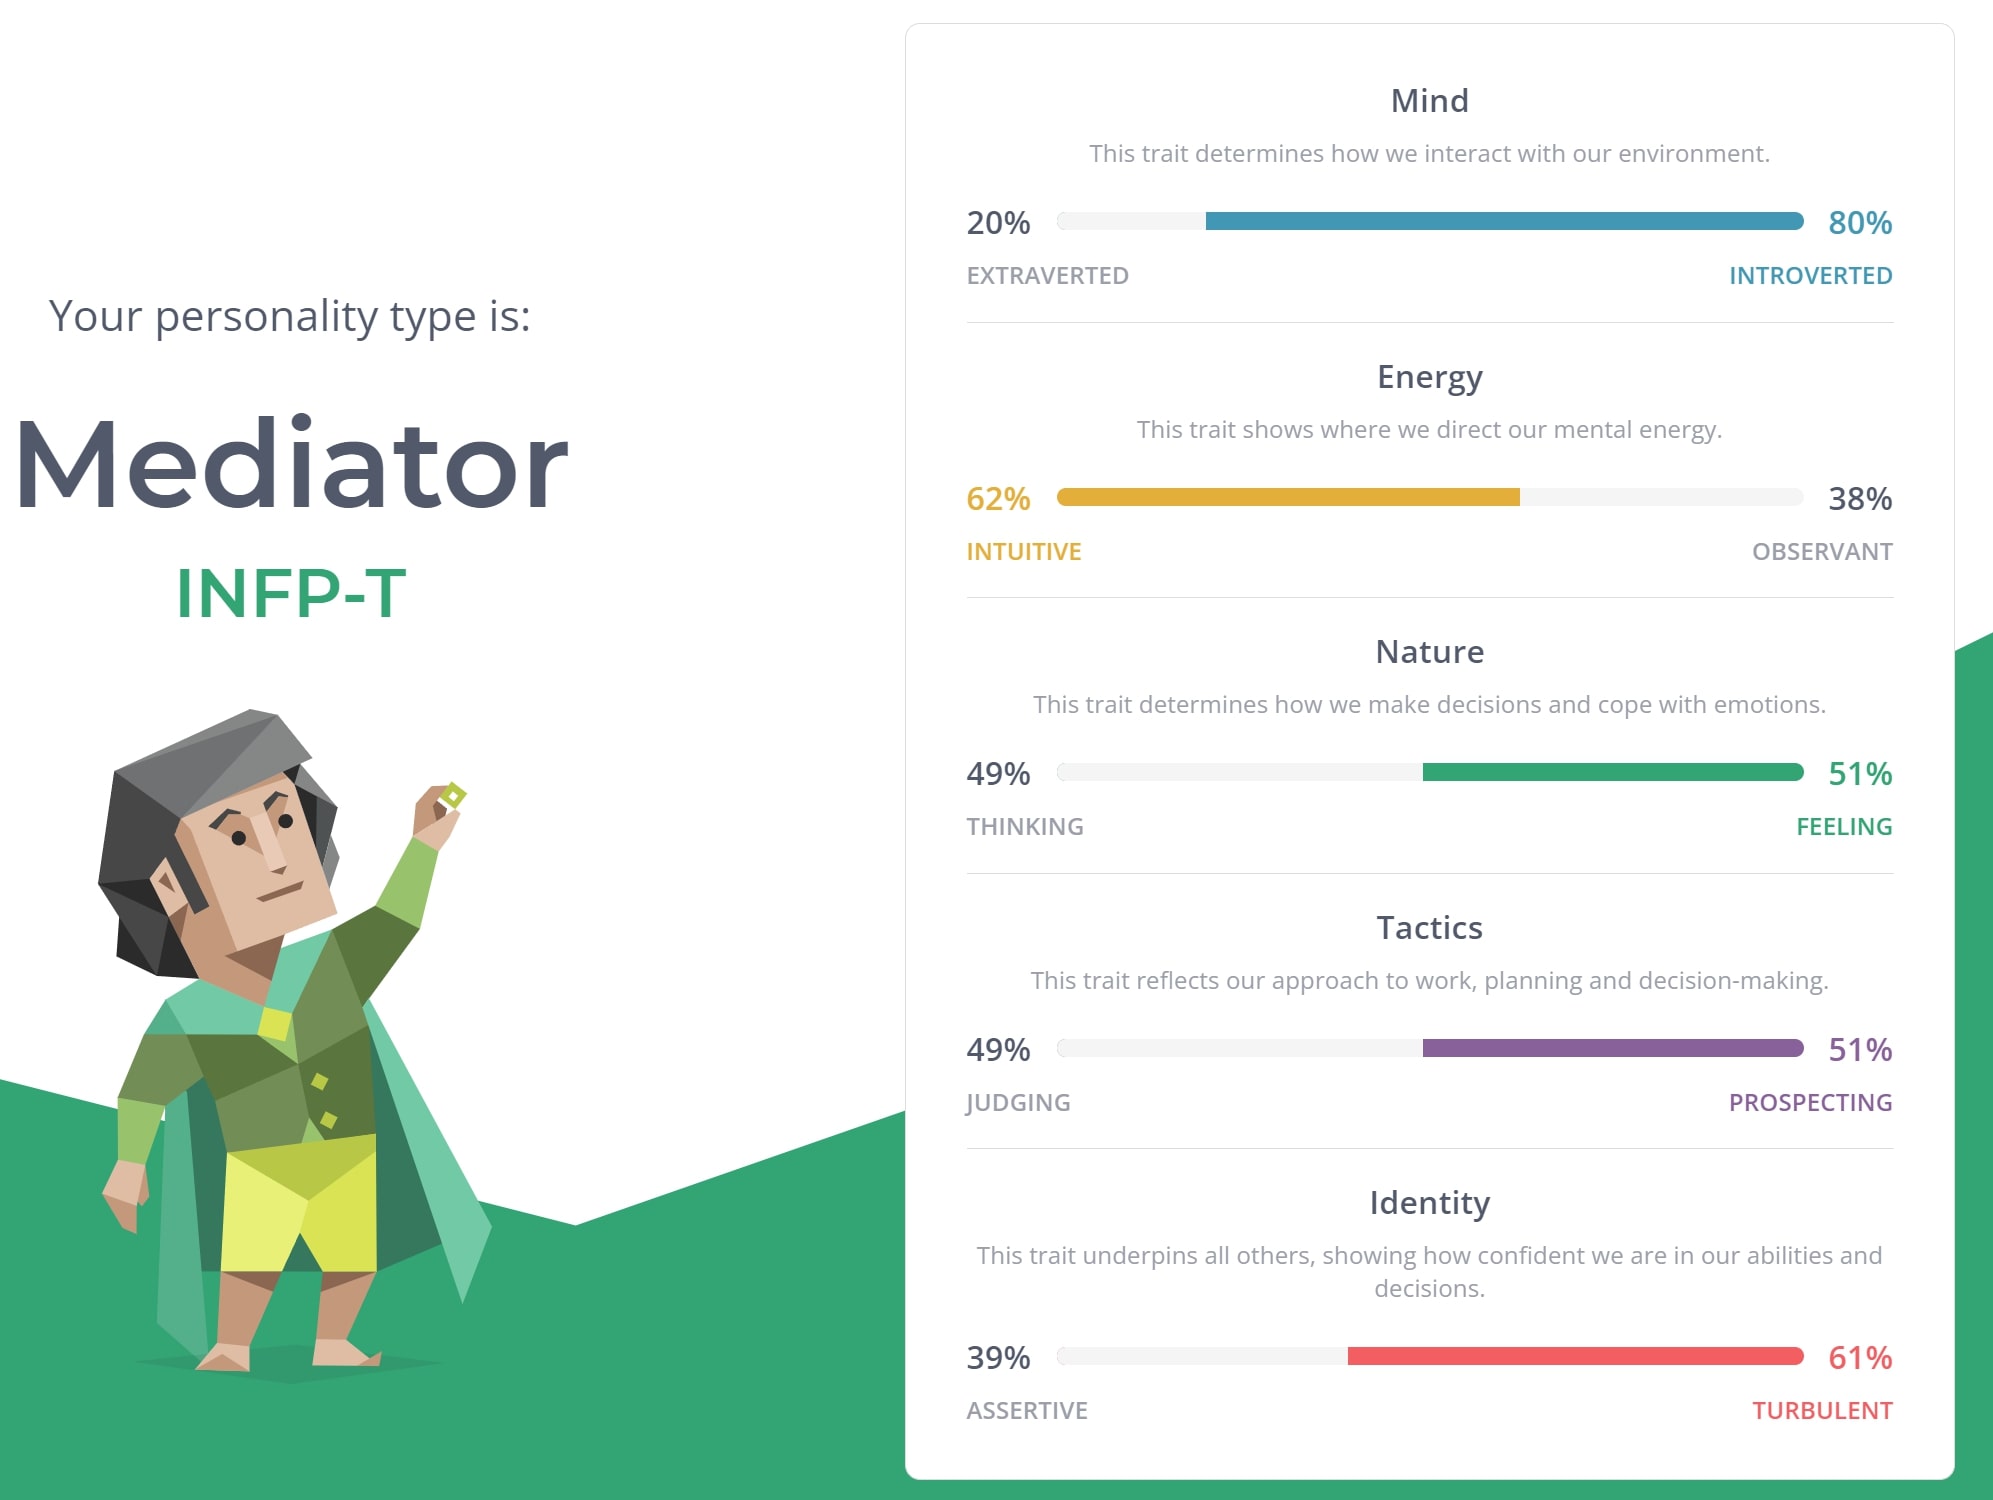 Your personality type is:
Mediator
INFP-T
Mind
This trait determines how we interact with our environment.
20% 80%
EXTRAVERTED INTROVERTED
Energy
This trait shows where we direct our mental energy.
62% 38%
INTUITIVE OBSERVANT
Nature
This trait determines how we make decisions and cope with emotions.
49% 51%
THINKING FEELING
Tactics
This trait reflects our approach to work, planning and decision-making.
49% 51%
JUDGING PROSPECTING
Identity
This trait underpins all others, showing how confident we are in our abilities and
decisions.
39% 61%
ASSERTIVE TURBULENT